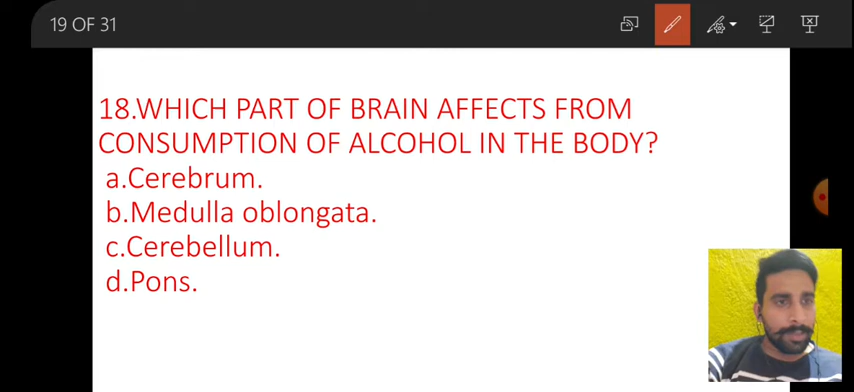 19 OF 31
18.WHICH PART OF BRAIN AFFECTS FROM
CONSUMPTION OF ALCOHOL IN THE BODY?
a.Cerebrum.
b.Medulla oblongata.
c.Cerebellum.
d.Pons.